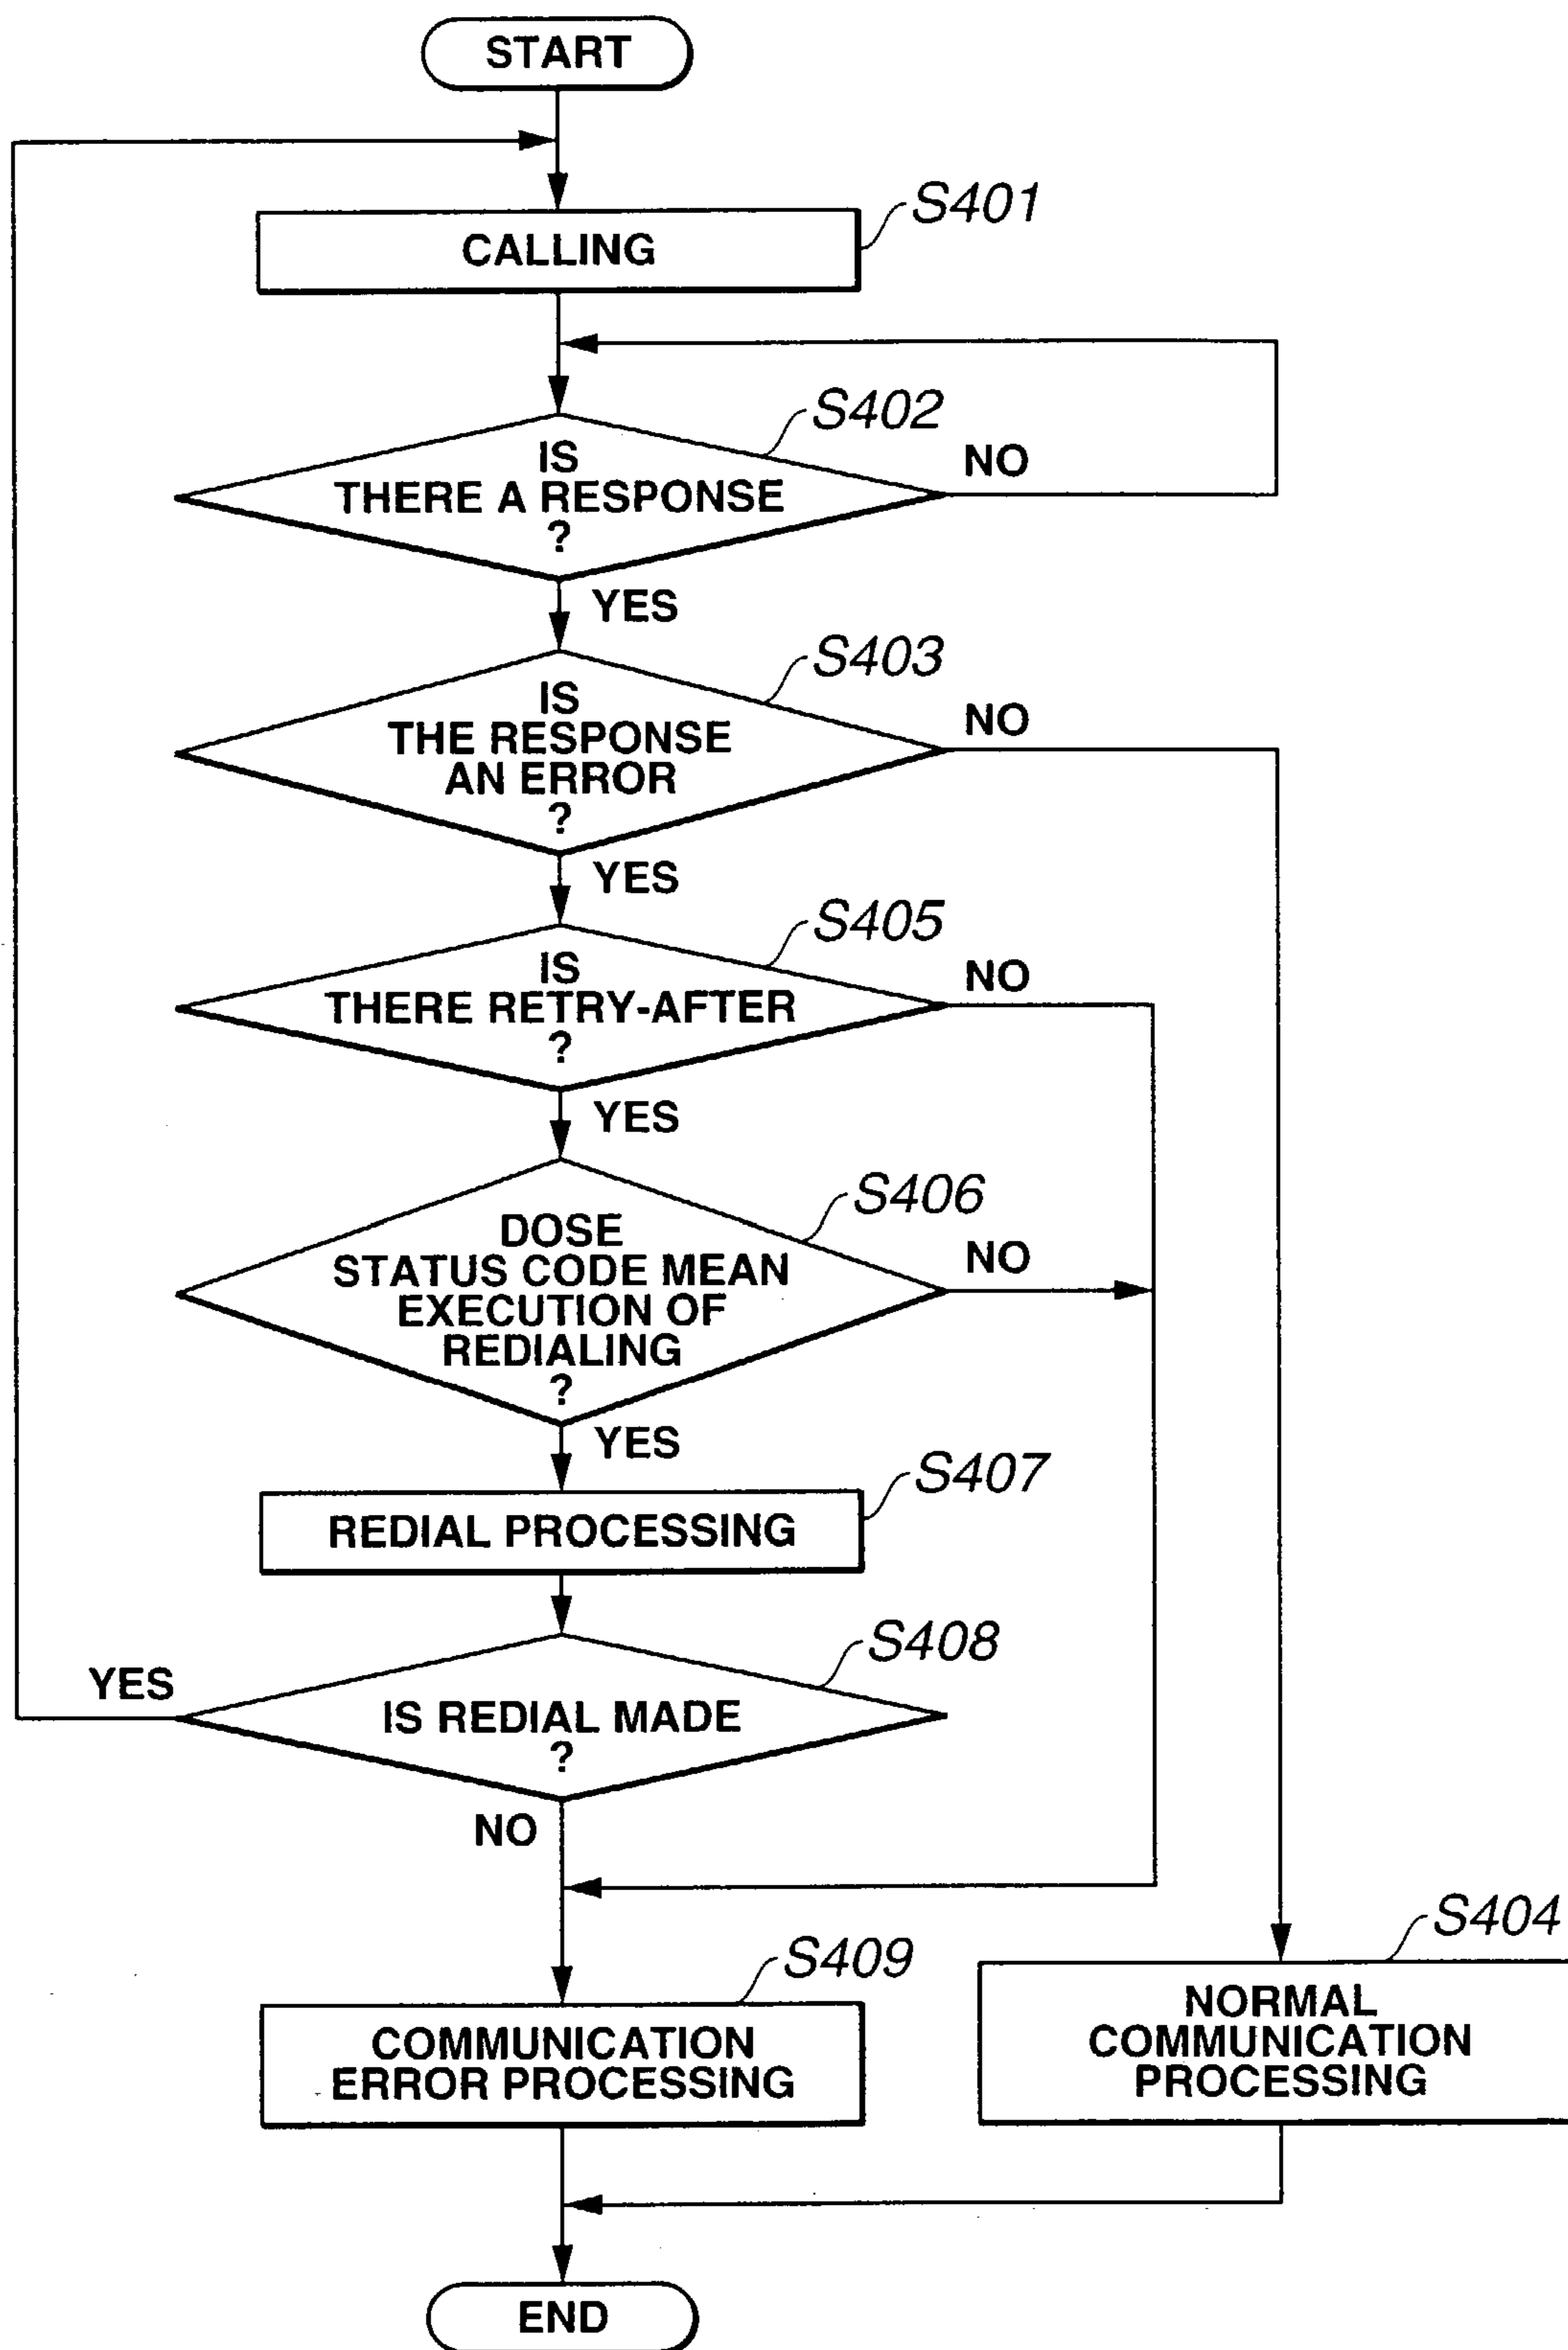 START
S401
CALLING
S402
IS
THERE A RESPONSE
?
NO
YES
S403
IS
THE RESPONSE
AN ERROR
?
NO
YES
S405
IS
THERE RETRY-AFTER
?
NO
YES
S406
DOSE
STATUS CODE MEAN
EXECUTION OF
REDIALING
?
NO
YES
S407
REDIAL PROCESSING
S408
YES
IS REDIAL MADE
?
NO
S409
COMMUNICATION
ERROR PROCESSING
S404
NORMAL
COMMUNICATION
PROCESSING
END